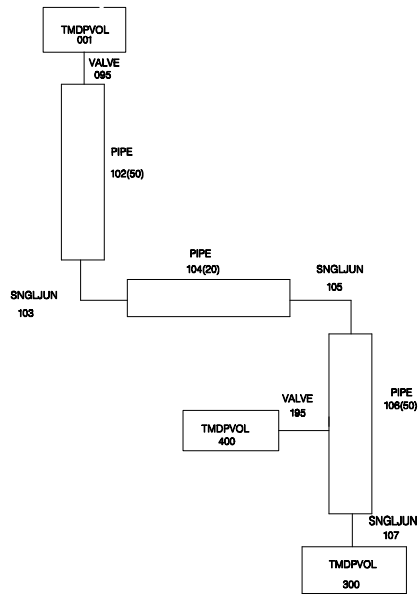 TMDPVOL
001
VALVE
095
PIPE
102(50)
PIPE
104(20)
SNGLJUN
103
SNGLJUN
105
VALVE
195
PIPE
106(50)
TMDPVOL
400
SNGLJUN
107
TMDPVOL
300